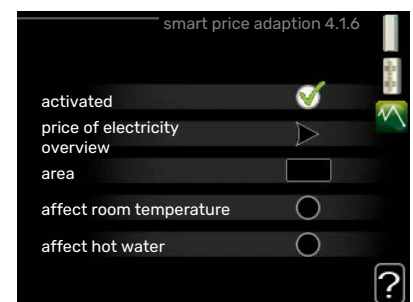 smart price adaption 4.1.6
activated
price of electricity
overview
area
affect room temperature
affect hot water
?